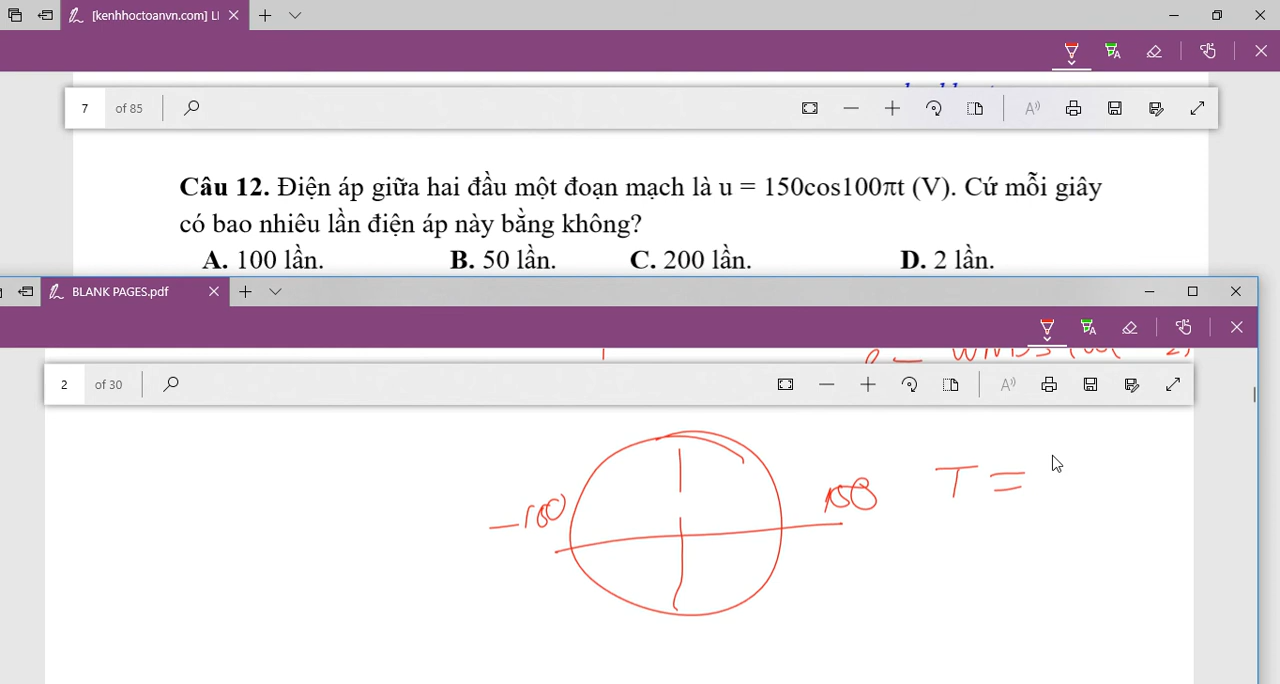 [kenhhoctoanvn.com] LI
7 of 85
Câu 12. Điện áp giữa hai đầu một đoạn mạch là u = 150cos100πt (V). Cứ mỗi giây
có bao nhiêu lần điện áp này bằng không?
A. 100 lần. B. 50 lần. C. 200 lần. D. 2 lần.
BLANK PAGES.pdf
2 of 30
T =